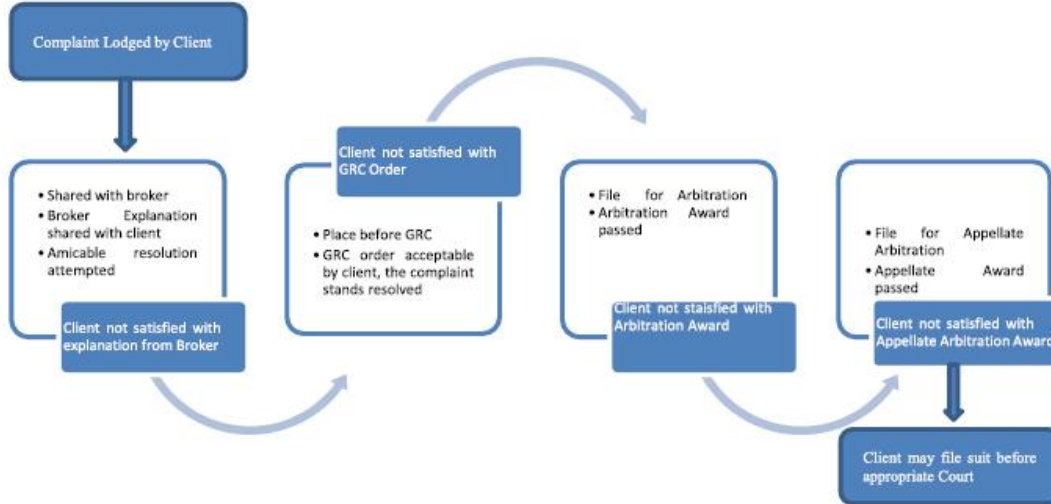 Complaint Lodged by Client
• Shared with broker
• Broker Explanation
shared with client
• Amicable resolution
attempted
Client not satisfied with
explanation from Broker
Client not satisfied with
GRC Order
• Place before GRC
• GRC order acceptable
by client, the complaint
stands resolved
• File for Arbitration
• Arbitration Award
passed
Client not staisfied with
Arbitration Award
• File for Appellate
Arbitration
• Appellate Award
passed
Client not satisfied with
Appellate Arbitration Award
Client may file suit before
appropriate Court